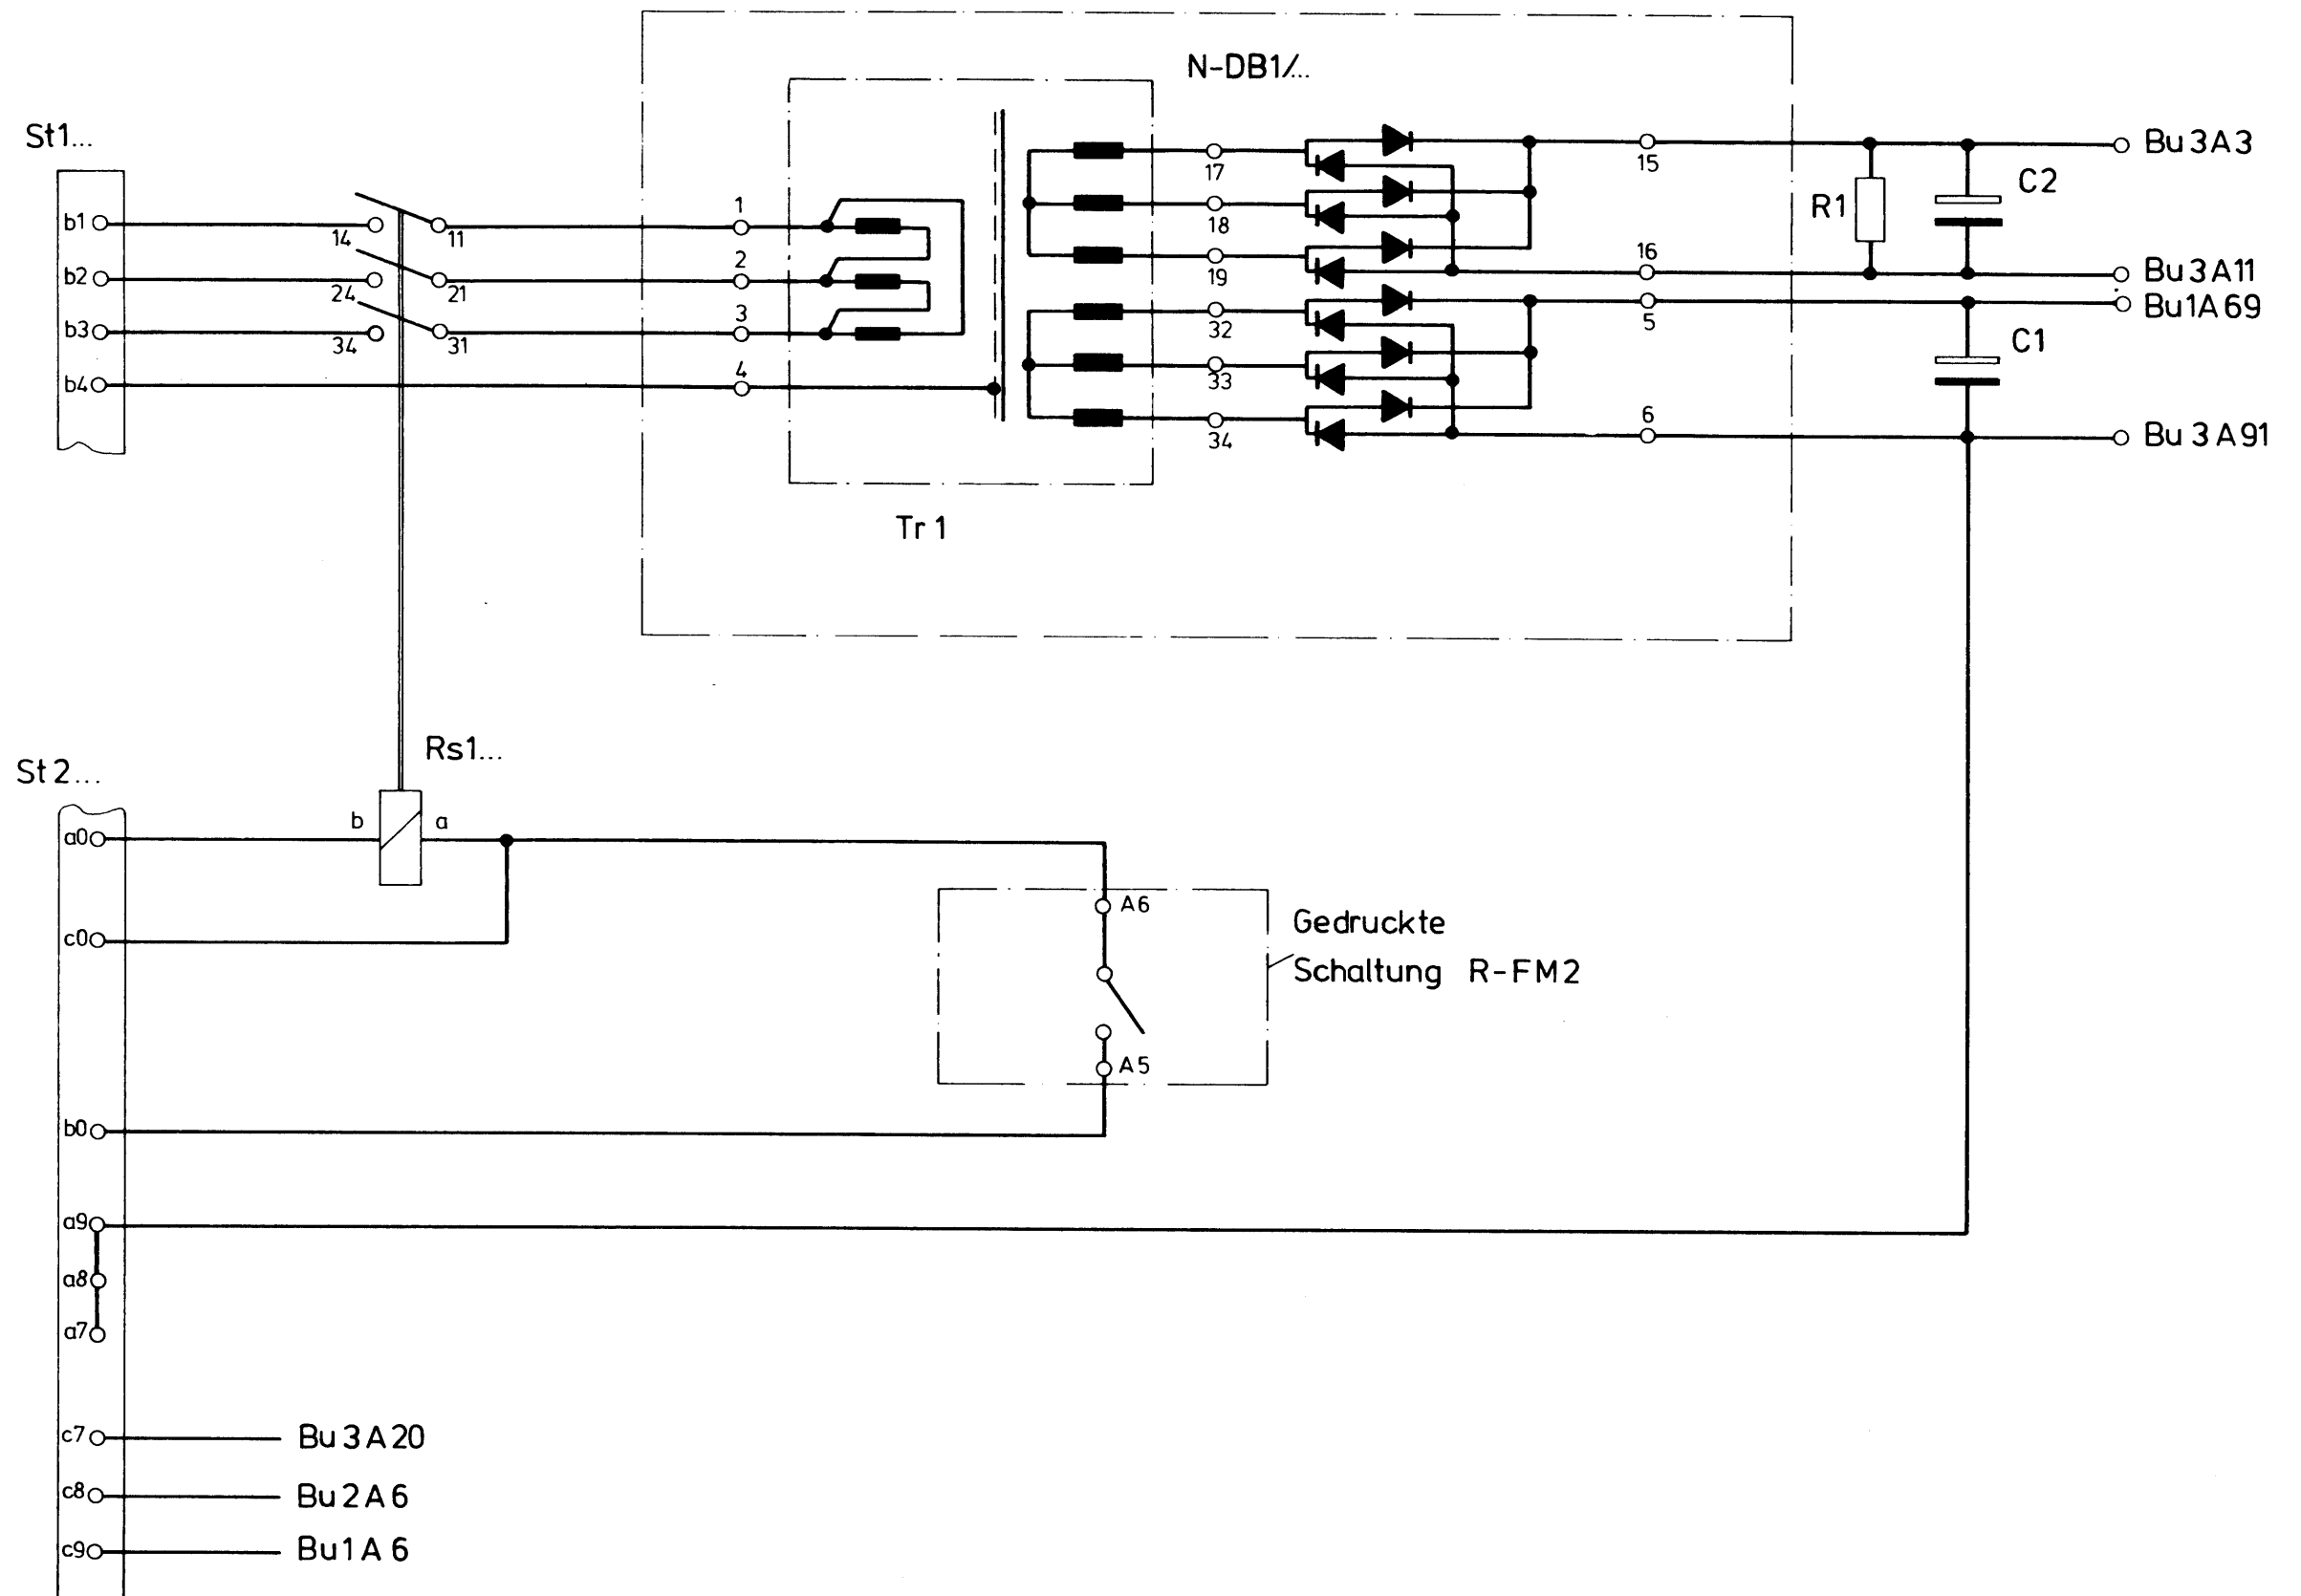 N-DB1/...
St1...
b1
14
11
1
17
15
Bu 3 A 3
C2
R1
b2
24
21
2
18
16
Bu 3 A 11
b3
34
31
3
19
5
Bu 1 A 69
32
C1
b4
4
33
6
34
Bu 3 A 91
Tr 1
Rs1...
St 2...
a0
b
a
A6
Gedruckte
Schaltung R-FM2
c0
A5
b0
a9
a8
a7
c7
Bu 3 A 20
c8
Bu 2 A 6
c9
Bu 1 A 6